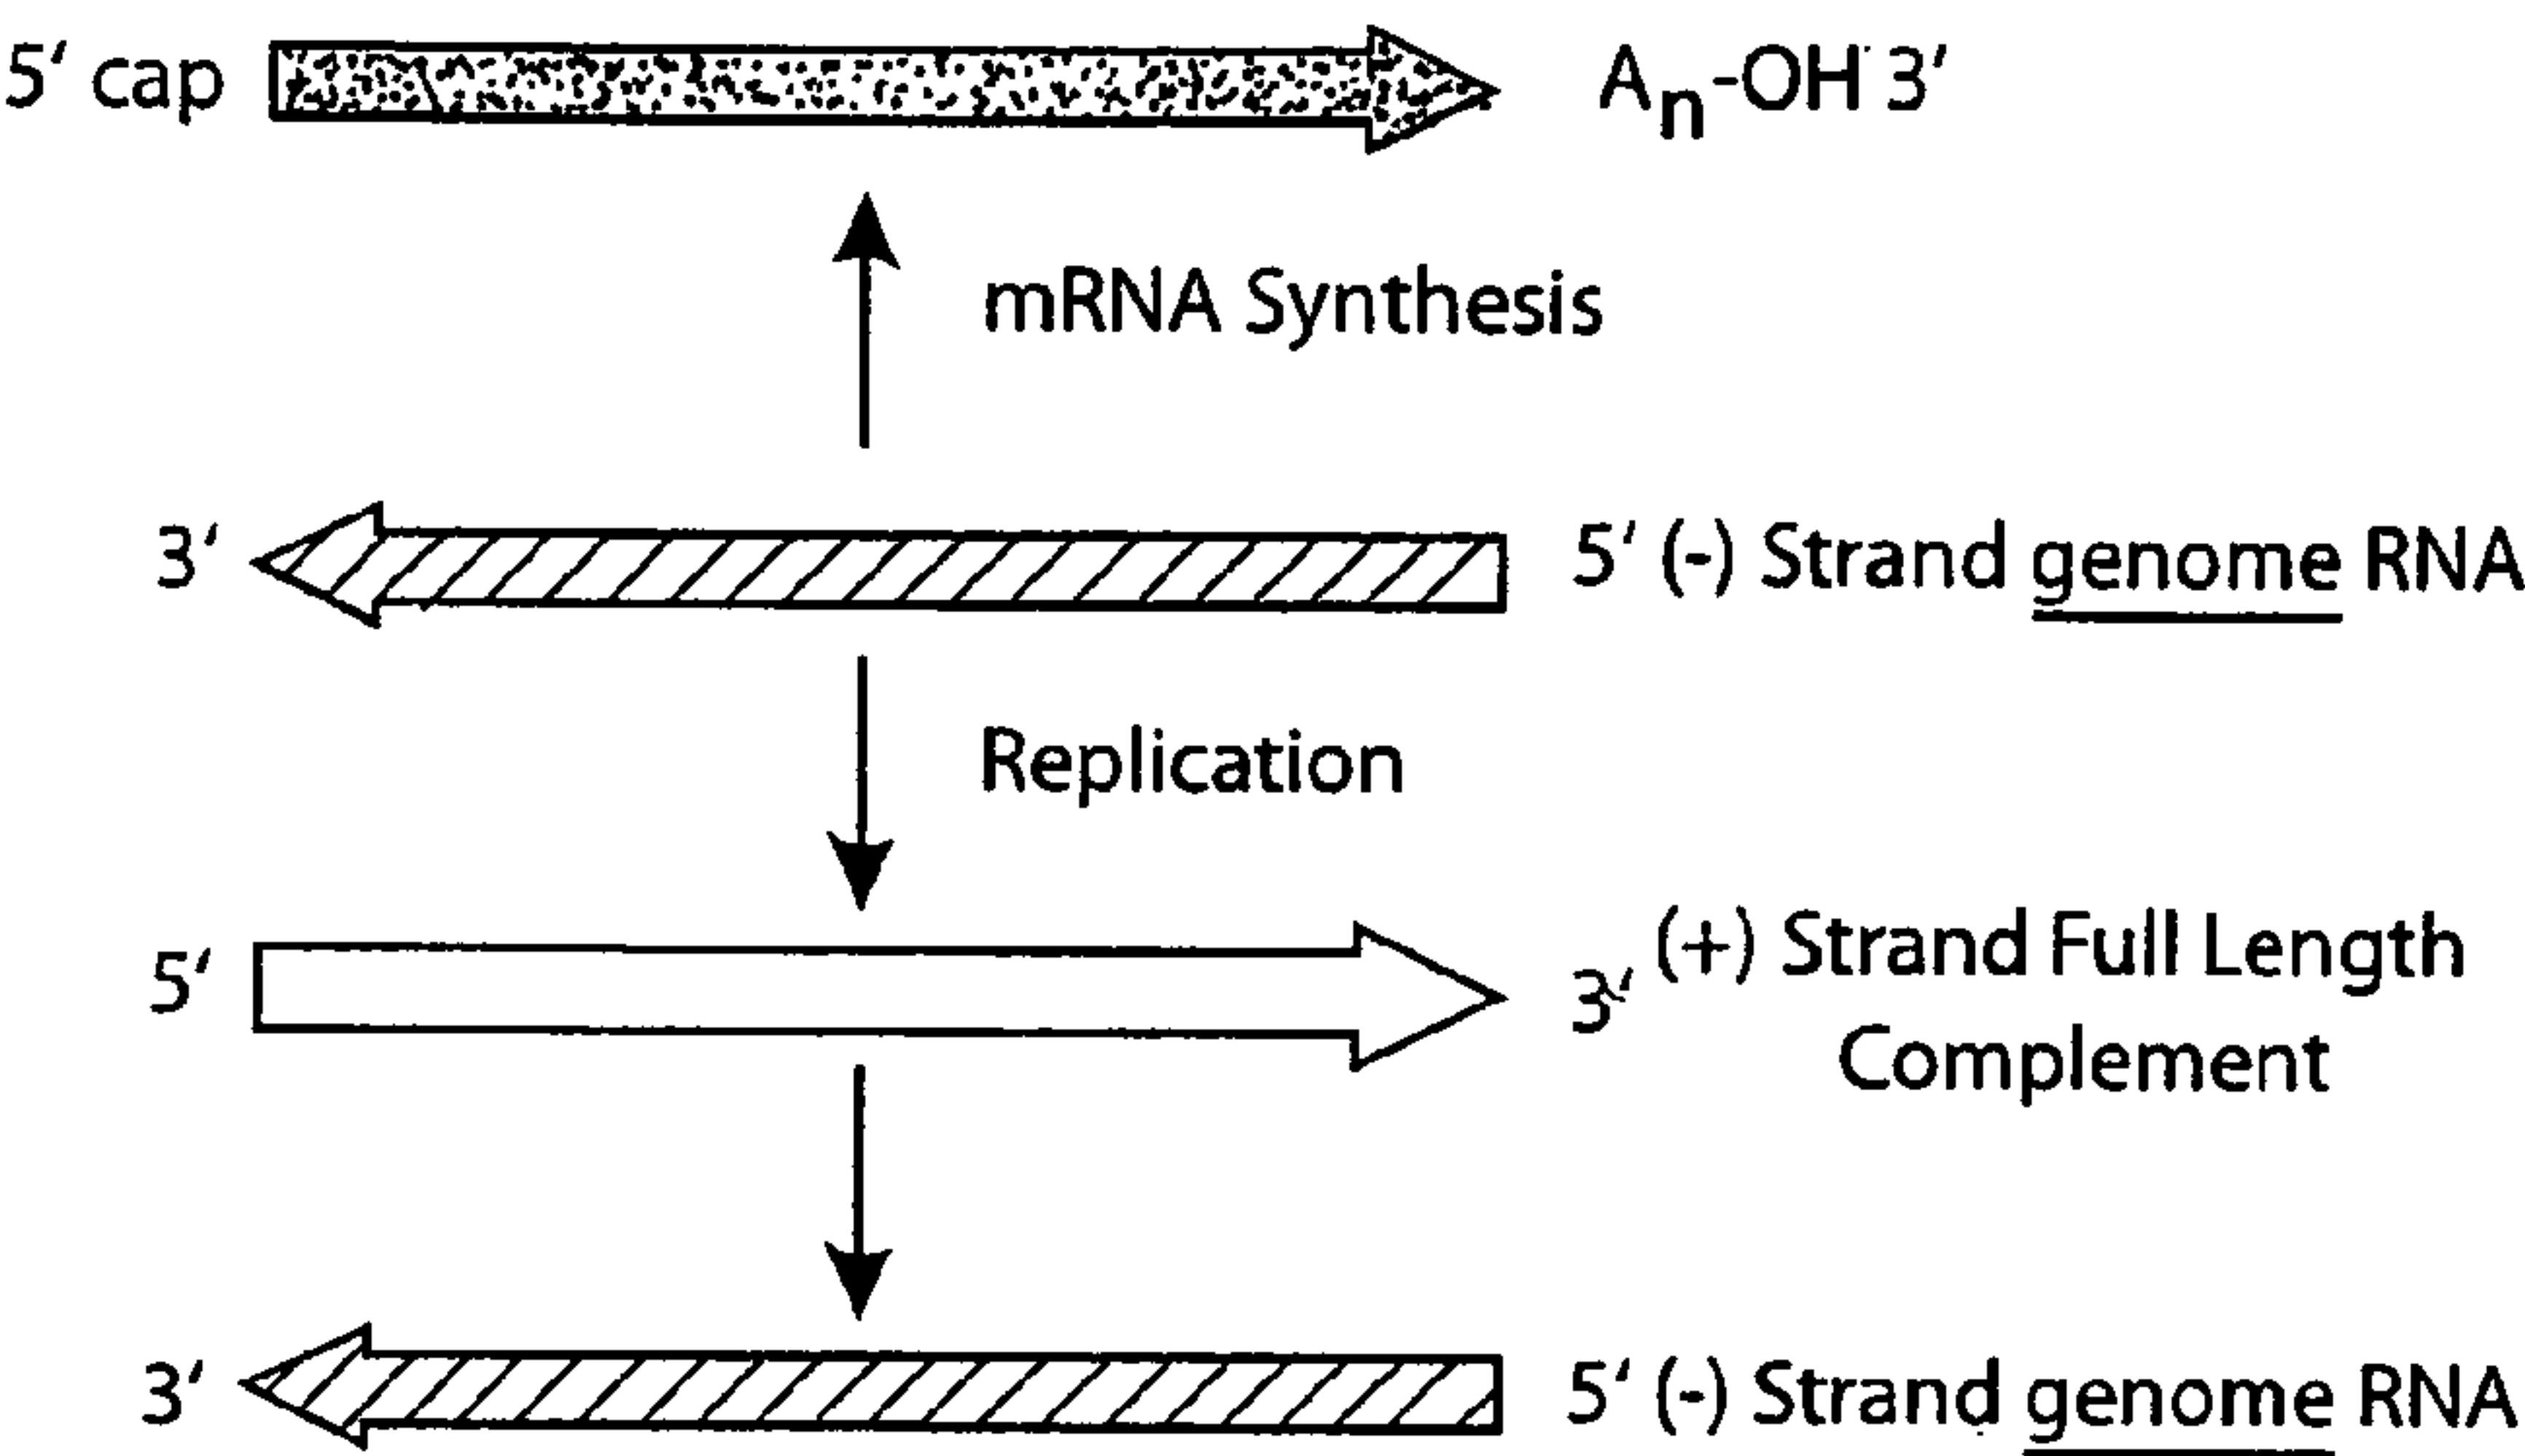 5' cap An-OH 3'
mRNA Synthesis
3' 5' (-) Strand genome RNA
Replication
5' 3' (+) Strand Full Length
Complement
3' 5' (-) Strand genome RNA